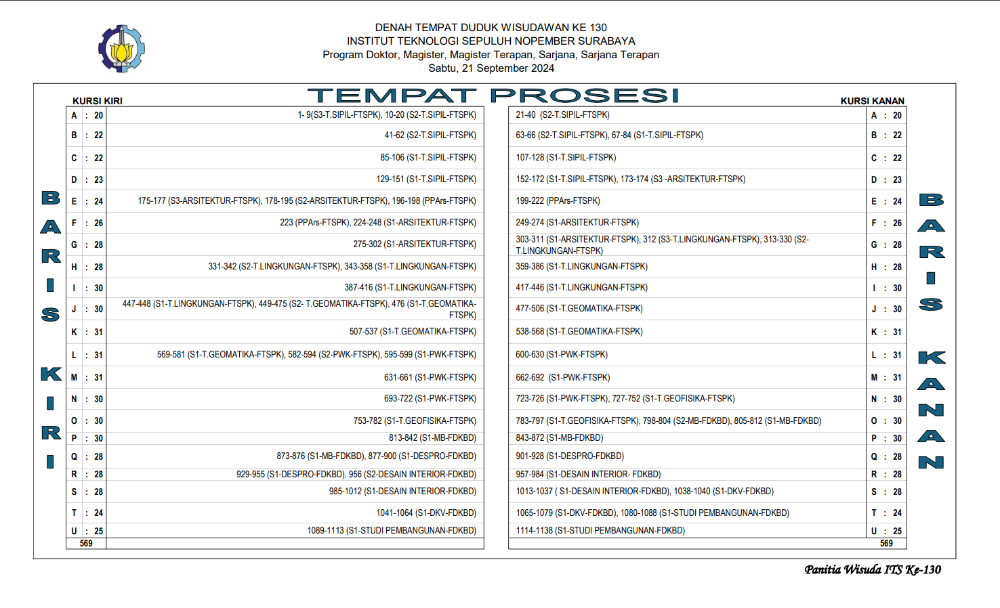 DENAH TEMPAT DUDUK WISUDAWAN KE 130
INSTITUT TEKNOLOGI SEPULUH NOPEMBER SURABAYA
Program Doktor, Magister, Magister Terapan, Sarjana, Sarjana Terapan
Sabtu, 21 September 2024
TEMPAT PROSESI
KURSI KIRI
KURSI KANAN
BARIS KIRI
BARIS KANAN
A : 20 1- 9(S3-T.SIPIL-FTSPK), 10-20 (S2-T.SIPIL-FTSPK) 21-40 (S2-T.SIPIL-FTSPK) A : 20
B : 22 41-62 (S2-T.SIPIL-FTSPK) 63-66 (S2-T.SIPIL-FTSPK), 67-84 (S1-T.SIPIL-FTSPK) B : 22
C : 22 85-106 (S1-T.SIPIL-FTSPK) 107-128 (S1-T.SIPIL-FTSPK) C : 22
D : 23 129-151 (S1-T.SIPIL-FTSPK) 152-172 (S1-T.SIPIL-FTSPK), 173-174 (S3 -ARSITEKTUR-FTSPK) D : 23
E : 24 175-177 (S3-ARSITEKTUR-FTSPK), 178-195 (S2-ARSITEKTUR-FTSPK), 196-198 (PPArs-FTSPK) 199-222 (PPArs-FTSPK) E : 24
F : 26 223 (PPArs-FTSPK), 224-248 (S1-ARSITEKTUR-FTSPK) 249-274 (S1-ARSITEKTUR-FTSPK) F : 26
G : 28 275-302 (S1-ARSITEKTUR-FTSPK) 303-311 (S1-ARSITEKTUR-FTSPK), 312 (S3-T.LINGKUNGAN-FTSPK), 313-330 (S2-
T.LINGKUNGAN-FTSPK) G : 28
H : 28 331-342 (S2-T.LINGKUNGAN-FTSPK), 343-358 (S1-T.LINGKUNGAN-FTSPK) 359-386 (S1-T.LINGKUNGAN-FTSPK) H : 28
I : 30 387-416 (S1-T.LINGKUNGAN-FTSPK) 417-446 (S1-T.LINGKUNGAN-FTSPK) I : 30
J : 30 447-448 (S1-T.LINGKUNGAN-FTSPK), 449-475 (S2- T.GEOMATIKA-FTSPK), 476 (S1-T.GEOMATIKA-
FTSPK) 477-506 (S1-T.GEOMATIKA-FTSPK) J : 30
K : 31 507-537 (S1-T.GEOMATIKA-FTSPK) 538-568 (S1-T.GEOMATIKA-FTSPK) K : 31
L : 31 569-581 (S1-T.GEOMATIKA-FTSPK), 582-594 (S2-PWK-FTSPK), 595-599 (S1-PWK-FTSPK) 600-630 (S1-PWK-FTSPK) L : 31
M : 31 631-661 (S1-PWK-FTSPK) 662-692 (S1-PWK-FTSPK) M : 31
N : 30 693-722 (S1-PWK-FTSPK) 723-726 (S1-PWK-FTSPK), 727-752 (S1-T.GEOFISIKA-FTSPK) N : 30
O : 30 753-782 (S1-T.GEOFISIKA-FTSPK) 783-797 (S1-T.GEOFISIKA-FTSPK), 798-804 (S2-MB-FDKBD), 805-812 (S1-MB-FDKBD) O : 30
P : 30 813-842 (S1-MB-FDKBD) 843-872 (S1-MB-FDKBD) P : 30
Q : 28 873-876 (S1-MB-FDKBD), 877-900 (S1-DESPRO-FDKBD) 901-928 (S1-DESPRO-FDKBD) Q : 28
R : 28 929-955 (S1-DESPRO-FDKBD), 956 (S2-DESAIN INTERIOR-FDKBD) 957-984 (S1-DESAIN INTERIOR- FDKBD) R : 28
S : 28 985-1012 (S1-DESAIN INTERIOR-FDKBD) 1013-1037 ( S1-DESAIN INTERIOR-FDKBD), 1038-1040 (S1-DKV-FDKBD) S : 28
T : 24 1041-1064 (S1-DKV-FDKBD) 1065-1079 (S1-DKV-FDKBD), 1080-1088 (S1-STUDI PEMBANGUNAN-FDKBD) T : 24
U : 25 1089-1113 (S1-STUDI PEMBANGUNAN-FDKBD) 1114-1138 (S1-STUDI PEMBANGUNAN-FDKBD) U : 25
569 569
Panitia Wisuda ITS Ke-130